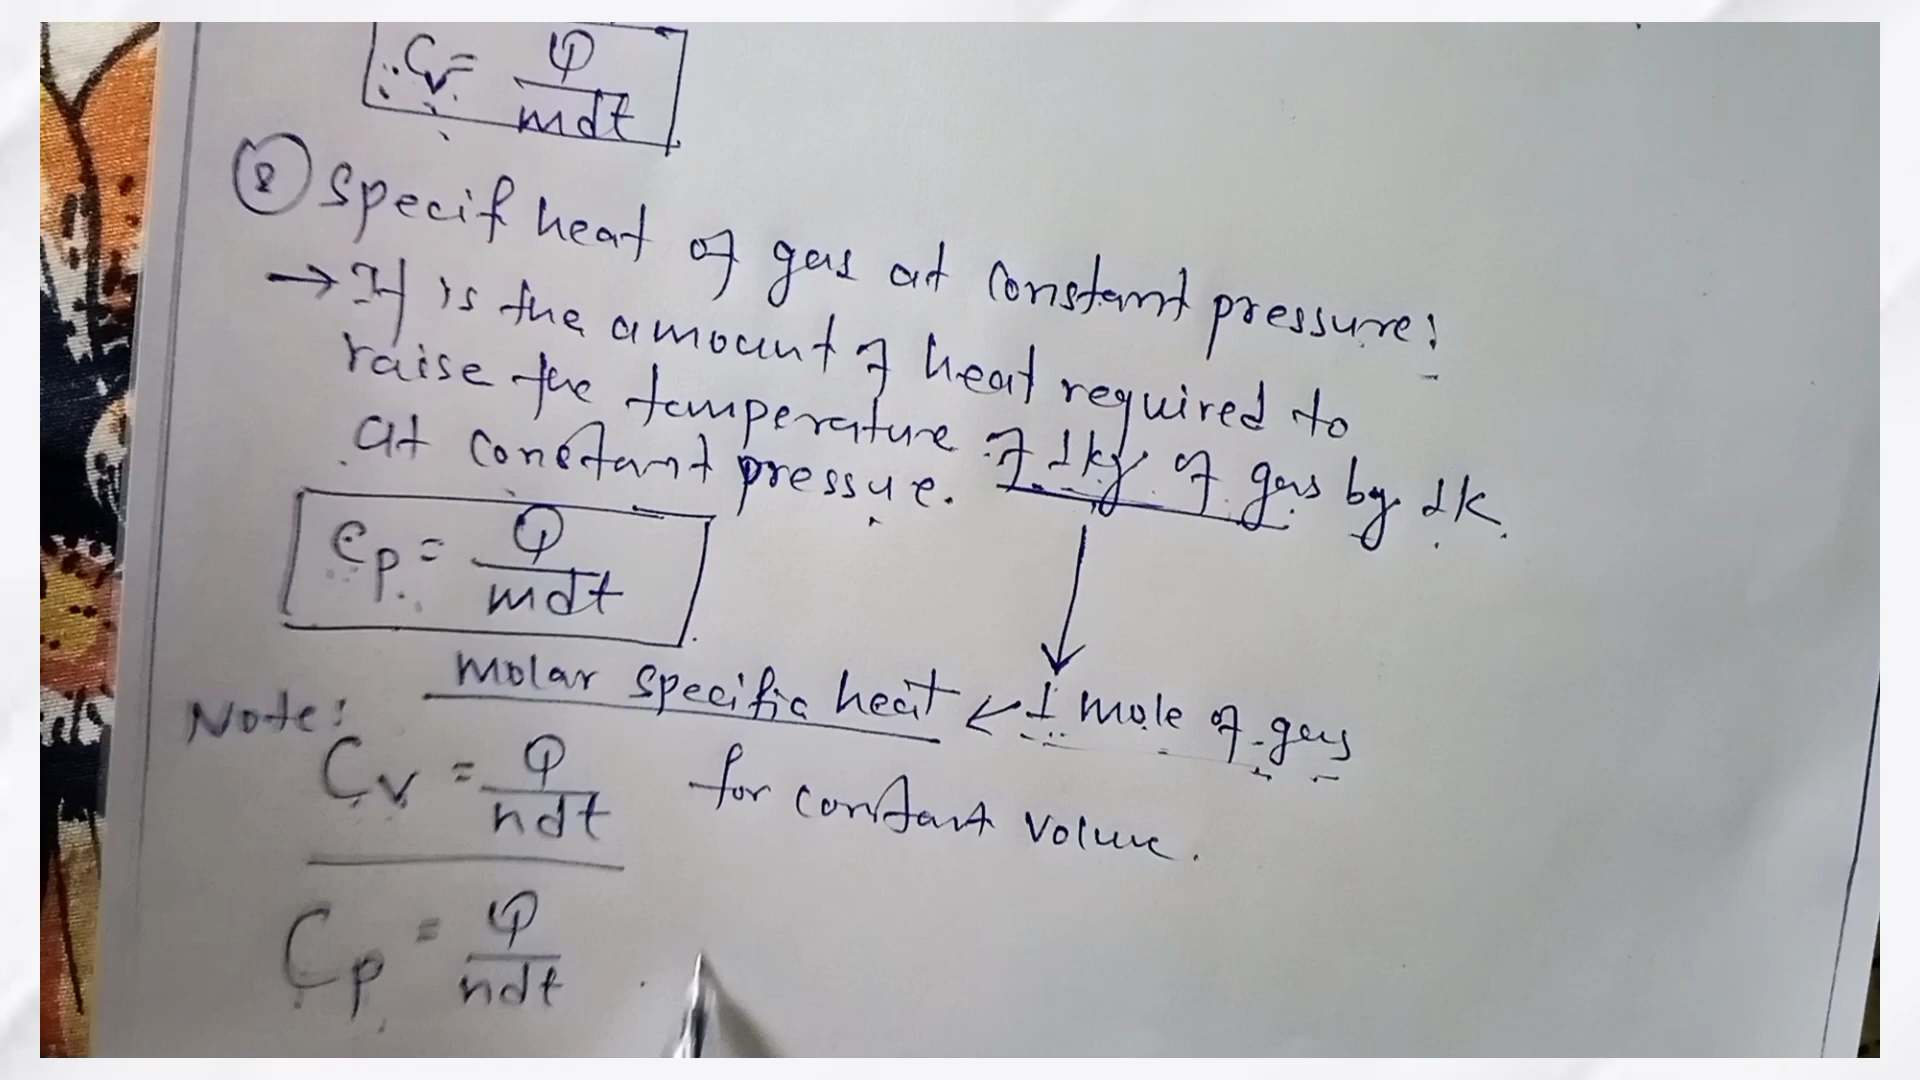 Cv = Q/mdt
8 Specif heat of gas at constant pressure:
→ It is the amount of heat required to
raise the temperature of 1kg of gas by 1k
at constant pressue.
Cp = Q/mdt
molar specific heat ← 1 mole of gas
Note:
Cv = Q/ndt for constant volume.
Cp = Q/ndt